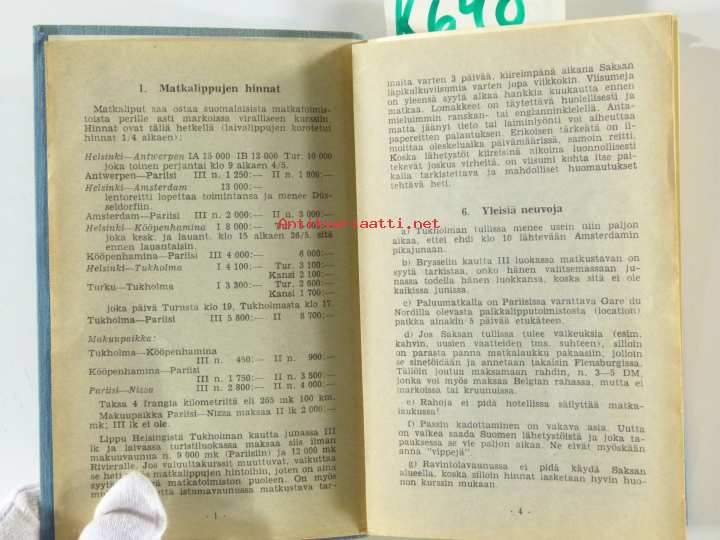 K640
1. Matkalippujen hinnat
Matkaliput saa ostaa suomalaisista matkatoimis-
toista perille asti markoissa viralliseen kurssiin.
Hinnat ovat tällä hetkellä (laivalippujen korotetut
hinnat 1/4 alkaen):
Helsinki—Antwerpen IA 15 000 IB 13 000 Tur. 10 000
joka toinen perjantai klo 9 alkaen 4/5.
Antwerpen—Pariisi III n. 1 250:— II n. 1 800:—
Helsinki—Amsterdam 13 000:—
lentoreitti lopettaa toimintansa ja menee Düs-
seldorfiin.
Amsterdam—Pariisi III n. 2 000:— II n. 3 000:—
Helsinki—Kööpenhamina I 8 000:—
joka kesk. ja lauant. klo 15 alkaen 26/5, sitä
ennen lauantaisin.
Kööpenhamina—Pariisi III 4 000:— 6 000:—
Helsinki—Tukholma I 4 100:— Tur. 3 100:—
Kansi 2 100:—
Turku—Tukholma I 3 300:— Tur. 2 600:—
Kansi 1 700:—
joka päivä Turusta klo 19, Tukholmasta klo 17.
Tukholma—Pariisi III 5 800:— II 8 700:—
Makuupaikka:
Tukholma—Kööpenhamina
III n. 450:— II n. 900:—
Kööpenhamina—Pariisi
III n. 1 750:— II n. 3 500:—
Pariisi—Nizza III n. 2 800:— II n. 4 000:—
Taksa 4 frangia kilometriltä eli 265 mk 100 km.
Makuupaikka Pariisi—Nizza maksaa II lk 2 000:—
mk; III lk ei ole.
Lippu Helsingistä Tukholman kautta junassa III
lk ja laivassa turistiluokassa maksaa siis ilman
makuuvaunua n. 9 000 mk (Pariisiin) ja 12 000 mk
Rivieralle. Jos valuuttakurssit muuttuvat, vaikuttaa
se heti matkalippujen hintoihin, joten on aina
syytä matkatoimiston puoleen. On myös
istumavaunussa matkustava tar-
· 1 ·
maita varten 3 päivää, kiireimpänä aikana Saksan
läpikulkuviisumia varten jopa viikkokin. Viisumeja
on yleensä syytä alkaa hankkia kuukautta ennen
matkaa. Lomakkeet on täytettävä huolellisesti ja
mieluimmin ranskan- tai englanninkielellä. Anta-
matta jäänyt tieto tai laiminlyönti voi aiheuttaa
papereitten palautuksen. Erikoisen tärkeätä on il-
moittaa oleskeluaika päivämäärissä, samoin reitti.
Koska lähetystöt kiireisinä aikoina luonnollisesti
tekevät joskus virheitä, on viisumi kohta itse pai-
kalla tarkistettava ja mahdolliset huomautukset
tehtävä heti.
6. Yleisiä neuvoja
a) Tukholman tullissa menee usein niin paljon
aikaa, ettei ehdi klo 10 lähtevään Amsterdamin
pikajunaan.
b) Brysselin kautta III luokassa matkustavan on
syytä tarkistaa, onko hänen valitsemassaan ju-
nassa todella hänen luokkansa, koska sitä ei ole
kaikissa junissa.
c) Paluumatkalla on Pariisissa varattava Gare du
Nordilla olevasta paikkalipputoimistosta (location)
paikka ainakin 5 päivää etukäteen.
d) Jos Saksan tullissa tulee vaikeuksia (esim.
kahvin, uusien vaatteiden tms. suhteen), silloin
on parasta panna matkalaukku pakaasiin, jolloin
se sinetöidään ja annetaan takaisin Flensburgissa.
Tällöin joutuu maksamaan rahdin, n. 3—5 DM,
jonka voi myös maksaa Belgian rahassa, mutta ei
markoissa tai kruunuissa.
e) Rahoja ei pidä hotellissa säilyttää matka-
laukussa!
f) Passin kadottaminen on vakava asia. Uutta
on vaikea saada Suomen lähetystöistä ja joka ta-
pauksessa se vie paljon aikaa. Ne eivät myöskään
anna "vippejä"
g) Ravintolavaunussa ei pidä käydä Saksan
alueella, koska silloin hinnat lasketaan hyvin huo-
non kurssin mukaan.
· 4 ·
Antikvariaatti.net